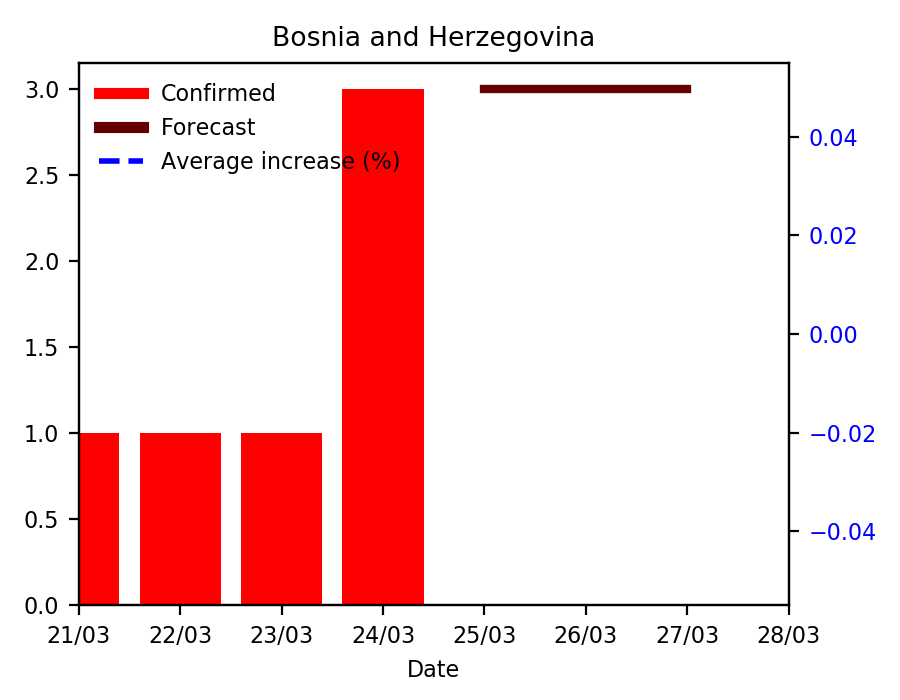 Bosnia and Herzegovina
Confirmed
Forecast
Average increase (%)
3.0
2.5
2.0
1.5
1.0
0.5
0.0
0.04
0.02
0.00
−0.02
−0.04
21/03 22/03 23/03 24/03 25/03 26/03 27/03 28/03
Date